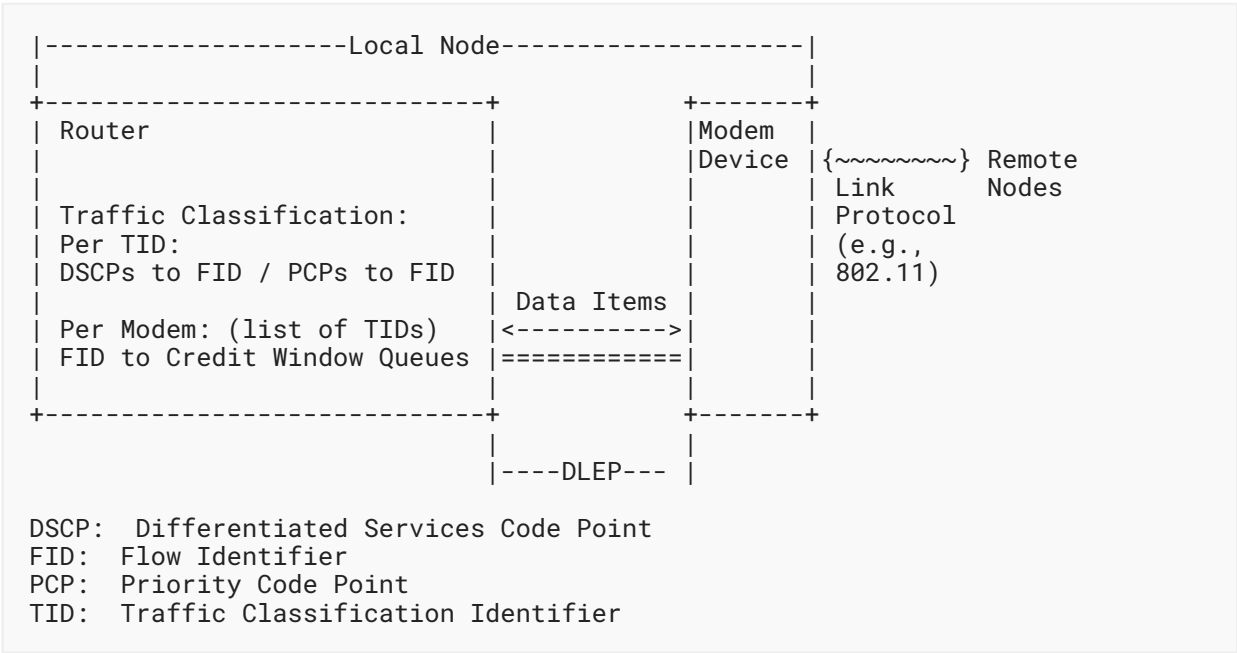 |--------------------Local Node--------------------|
|                                                  |
+-----------------------------+            +-------+
| Router                      |            |Modem  |
|                             |            |Device |{~~~~~~~~} Remote
|                             |            |       | Link      Nodes
| Traffic Classification:     |            |       | Protocol
| Per TID:                    |            |       | (e.g.,
| DSCPs to FID / PCPs to FID  |            |       | 802.11)
|                             | Data Items |       |
| Per Modem: (list of TIDs)   |<---------->|       |
| FID to Credit Window Queues |============|       |
|                             |            |       |
+-----------------------------+            +-------+
                              |            |
                              |----DLEP--- |

DSCP:  Differentiated Services Code Point
FID:  Flow Identifier
PCP:  Priority Code Point
TID:  Traffic Classification Identifier